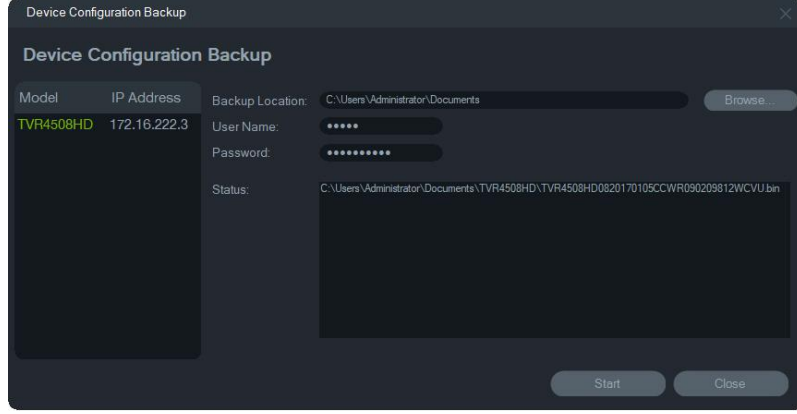 Device Configuration Backup
Device Configuration Backup
Model IP Address
TVR4508HD 172.16.222.3
Backup Location: C:\Users\Administrator\Documents Browse...
User Name: •••••
Password: ••••••••••
Status: C:\Users\Administrator\Documents\TVR4508HD\TVR4508HD0820170105CCWR090209812WCVU.bin
Start Close